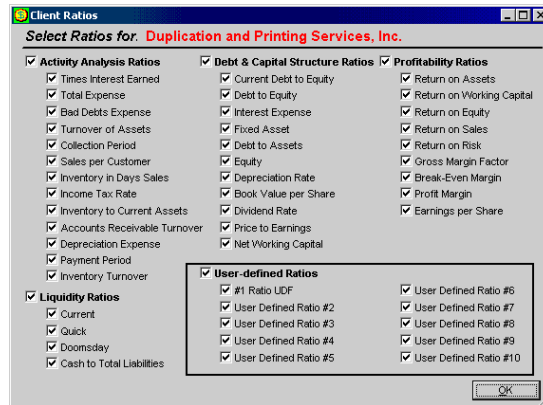 Client Ratios
Select Ratios for. Duplication and Printing Services, Inc.
Activity Analysis Ratios
Times Interest Earned
Total Expense
Bad Debts Expense
Turnover of Assets
Collection Period
Sales per Customer
Inventory in Days Sales
Income Tax Rate
Inventory to Current Assets
Accounts Receivable Turnover
Depreciation Expense
Payment Period
Inventory Turnover
Liquidity Ratios
Current
Quick
Doomsday
Cash to Total Liabilities
Debt & Capital Structure Ratios
Current Debt to Equity
Debt to Equity
Interest Expense
Fixed Asset
Debt to Assets
Equity
Depreciation Rate
Book Value per Share
Dividend Rate
Price to Earnings
Net Working Capital
Profitability Ratios
Return on Assets
Return on Working Capital
Return on Equity
Return on Sales
Return on Risk
Gross Margin Factor
Break-Even Margin
Profit Margin
Earnings per Share
User-defined Ratios
#1 Ratio UDF
User Defined Ratio #2
User Defined Ratio #3
User Defined Ratio #4
User Defined Ratio #5
User Defined Ratio #6
User Defined Ratio #7
User Defined Ratio #8
User Defined Ratio #9
User Defined Ratio #10
OK